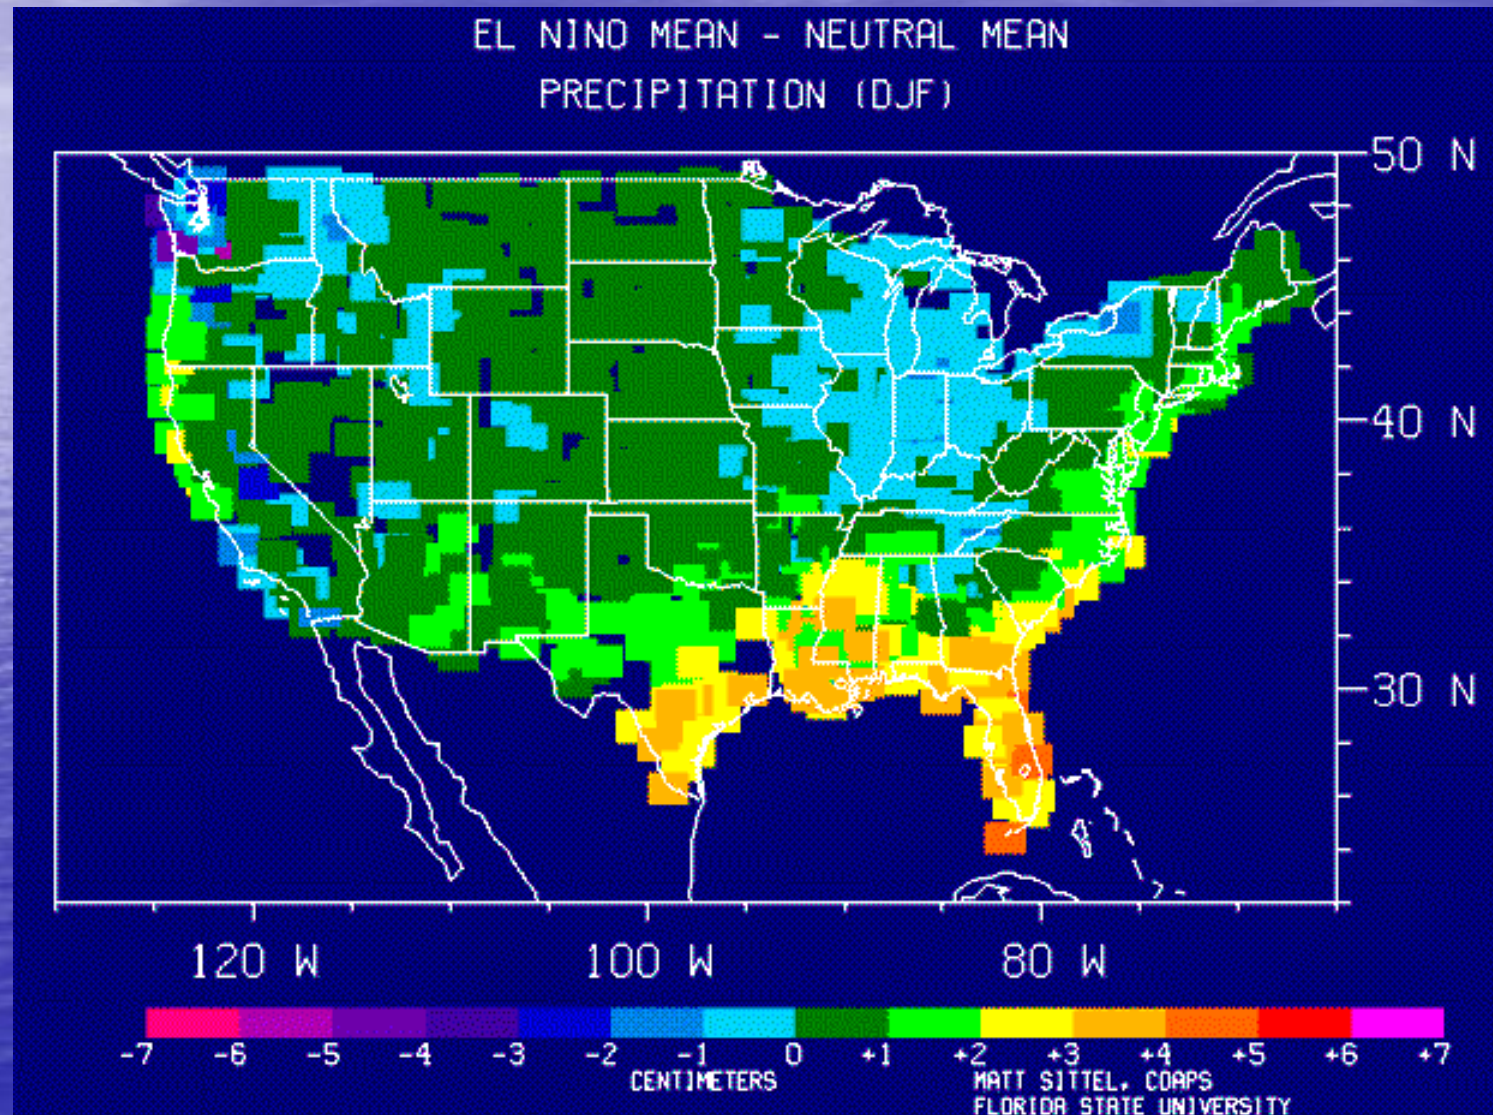 EL NINO MEAN - NEUTRAL MEAN
PRECIPITATION (DJF)
50 N
40 N
30 N
120 W 100 W 80 W
-7 -6 -5 -4 -3 -2 -1 0 +1 +2 +3 +4 +5 +6 +7
CENTIMETERS
MATT SITTEL, COAPS
FLORIDA STATE UNIVERSITY